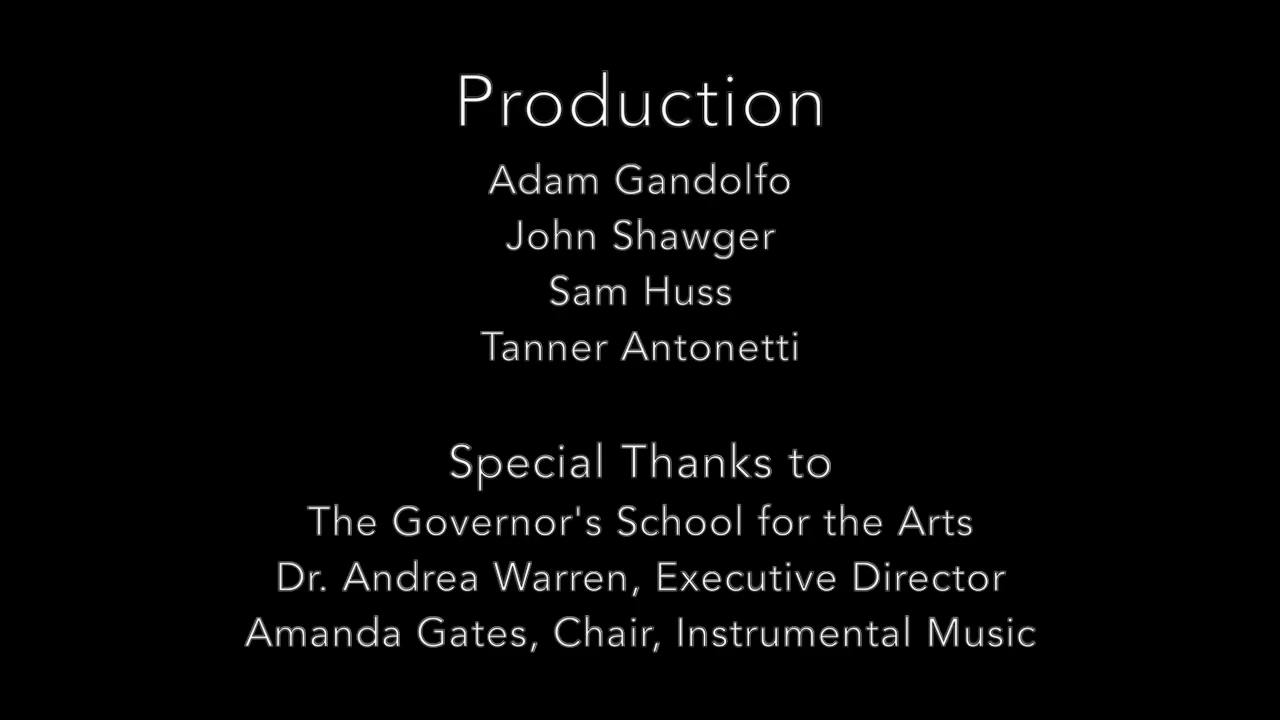 Production
Adam Gandolfo
John Shawger
Sam Huss
Tanner Antonetti
Special Thanks to
The Governor's School for the Arts
Dr. Andrea Warren, Executive Director
Amanda Gates, Chair, Instrumental Music